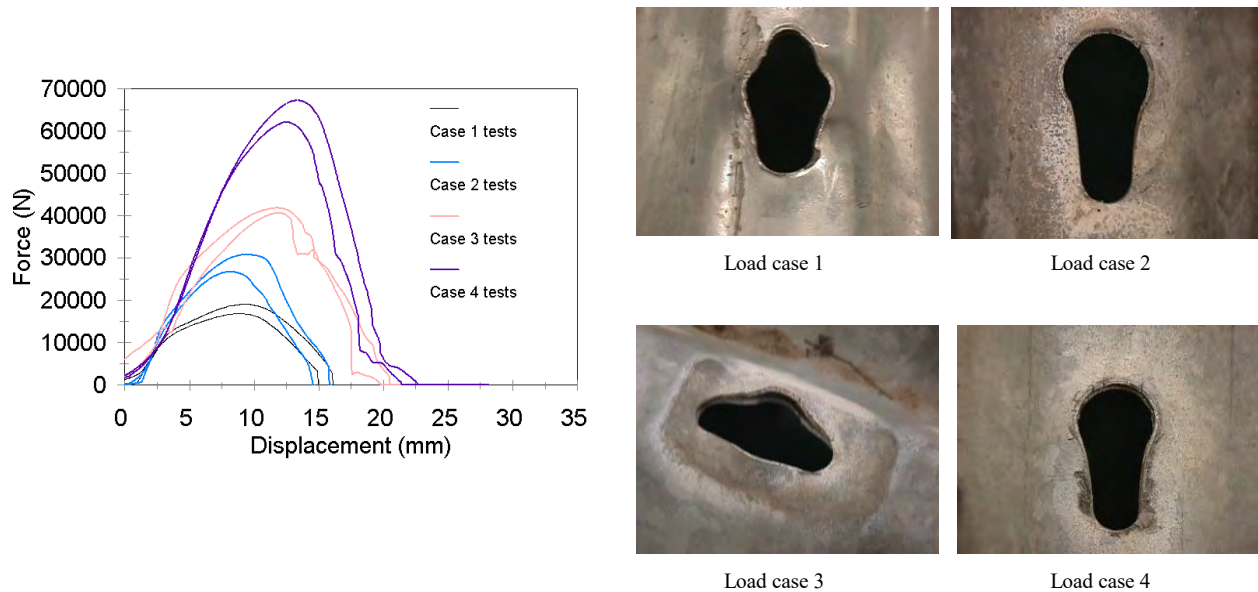 70000
60000
50000
40000
30000
20000
10000
0
Force (N)
0 5 10 15 20 25 30 35
Displacement (mm)
Case 1 tests
Case 2 tests
Case 3 tests
Case 4 tests
Load case 1
Load case 2
Load case 3
Load case 4